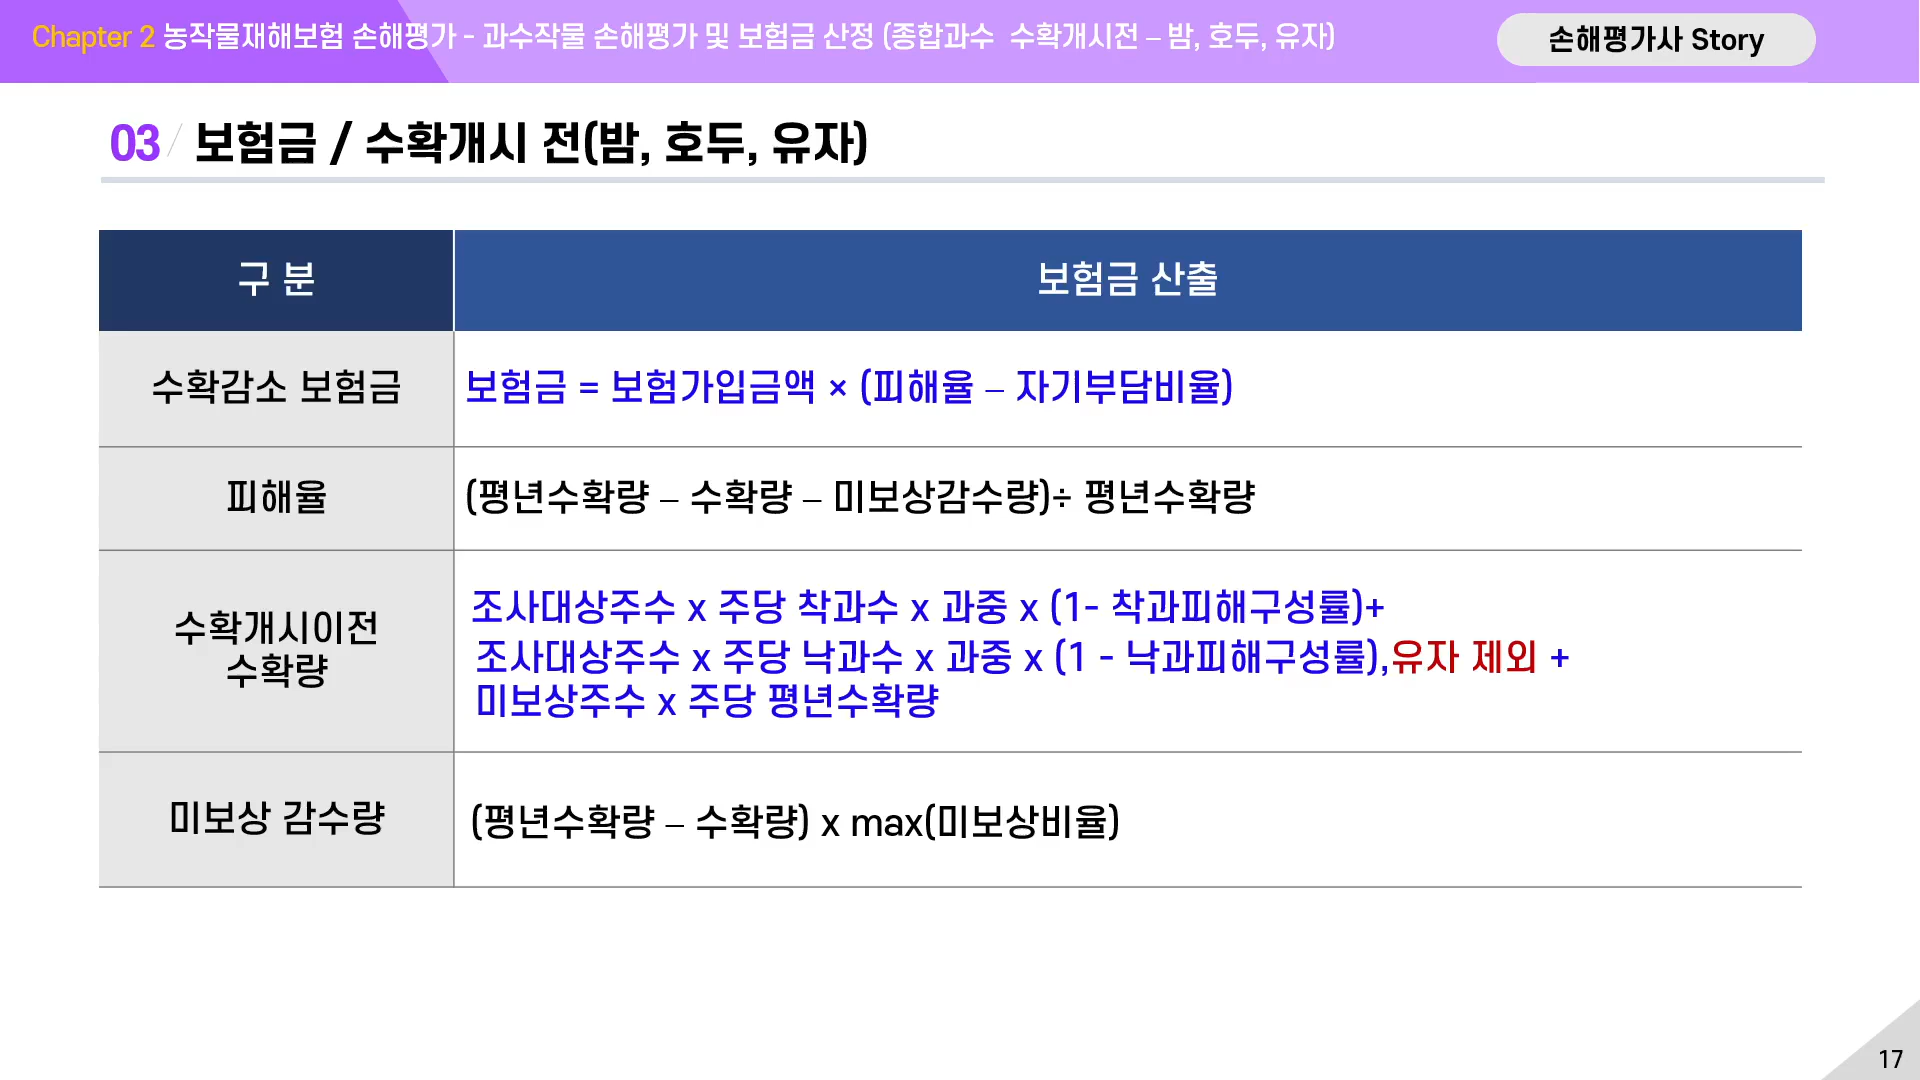 Chapter 2 농작물재해보험 손해평가 - 과수작물 손해평가 및 보험금 산정 (종합과수 수확개시전 – 밤, 호두, 유자)
손해평가사 Story
03 / 보험금 / 수확개시 전(밤, 호두, 유자)
구 분
보험금 산출
수확감소 보험금
보험금 = 보험가입금액 × (피해율 – 자기부담비율)
피해율
(평년수확량 – 수확량 – 미보상감수량)÷ 평년수확량
수확개시이전
수확량
조사대상주수 x 주당 착과수 x 과중 x (1- 착과피해구성률)+
조사대상주수 x 주당 낙과수 x 과중 x (1 - 낙과피해구성률),유자 제외 +
미보상주수 x 주당 평년수확량
미보상 감수량
(평년수확량 – 수확량) x max(미보상비율)
17